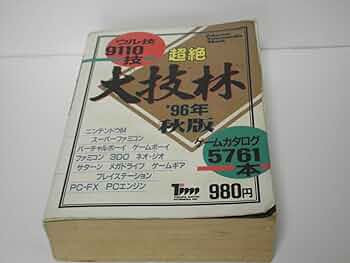 ウル技
9110
技
超絶
大技林
'96年
秋版
ニンテンドウ64
スーパーファミコン
バーチャルボーイ ゲームボーイ
ファミコン 3DO ネオ・ジオ
サターン メガドライブ ゲームギア
プレイステーション
PC-FX PCエンジン
ゲームカタログ
5761
本
980円